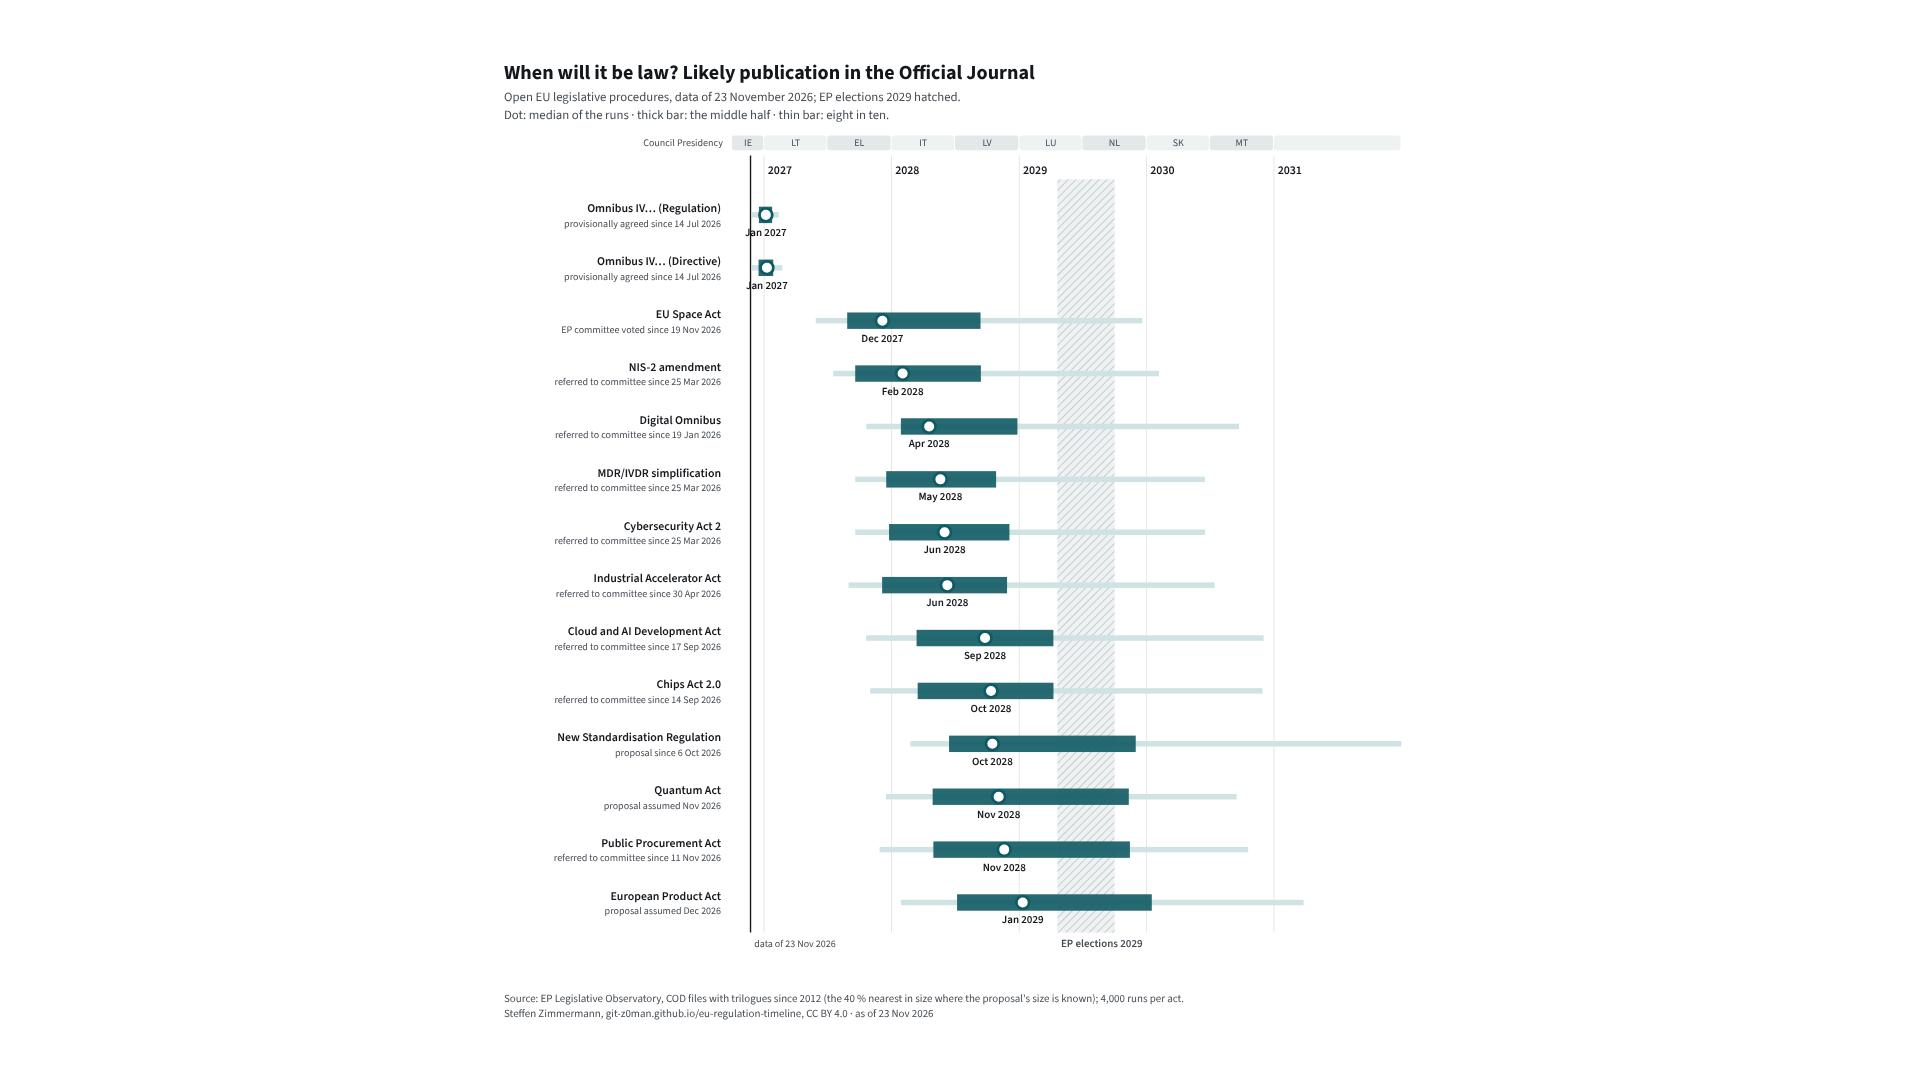 When will it be law? Likely publication in the Official Journal
Open EU legislative procedures, data of 23 November 2026; EP elections 2029 hatched.
Dot: median of the runs · thick bar: the middle half · thin bar: eight in ten.
Council Presidency IE LT EL IT LV LU NL SK MT
2027 2028 2029 2030 2031
Omnibus IV… (Regulation)
provisionally agreed since 14 Jul 2026
Jan 2027
Omnibus IV… (Directive)
provisionally agreed since 14 Jul 2026
Jan 2027
EU Space Act
EP committee voted since 19 Nov 2026
Dec 2027
NIS-2 amendment
referred to committee since 25 Mar 2026
Feb 2028
Digital Omnibus
referred to committee since 19 Jan 2026
Apr 2028
MDR/IVDR simplification
referred to committee since 25 Mar 2026
May 2028
Cybersecurity Act 2
referred to committee since 25 Mar 2026
Jun 2028
Industrial Accelerator Act
referred to committee since 30 Apr 2026
Jun 2028
Cloud and AI Development Act
referred to committee since 17 Sep 2026
Sep 2028
Chips Act 2.0
referred to committee since 14 Sep 2026
Oct 2028
New Standardisation Regulation
proposal since 6 Oct 2026
Oct 2028
Quantum Act
proposal assumed Nov 2026
Nov 2028
Public Procurement Act
referred to committee since 11 Nov 2026
Nov 2028
European Product Act
proposal assumed Dec 2026
Jan 2029
data of 23 Nov 2026 EP elections 2029
Source: EP Legislative Observatory, COD files with trilogues since 2012 (the 40 % nearest in size where the proposal's size is known); 4,000 runs per act.
Steffen Zimmermann, git-z0man.github.io/eu-regulation-timeline, CC BY 4.0 · as of 23 Nov 2026